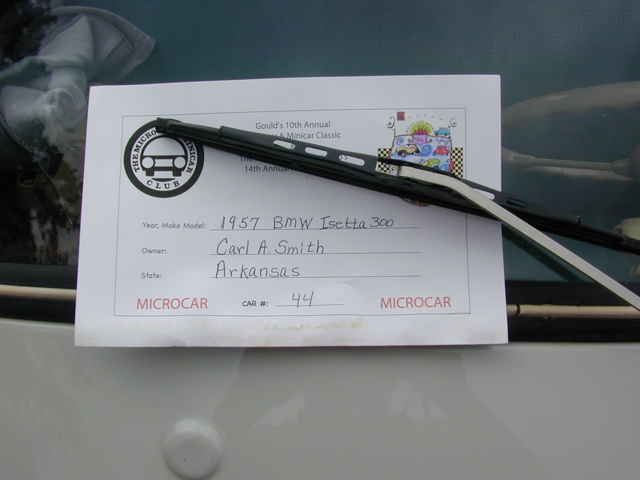 Gould's 10th Annual
& Minicar Classic
14th Annual
THE MICRO MINICAR
CLUB
Year, Make Model: 1957 BMW Isetta 300
Owner: Carl A. Smith
State: Arkansas
MICROCAR CAR #: 44 MICROCAR